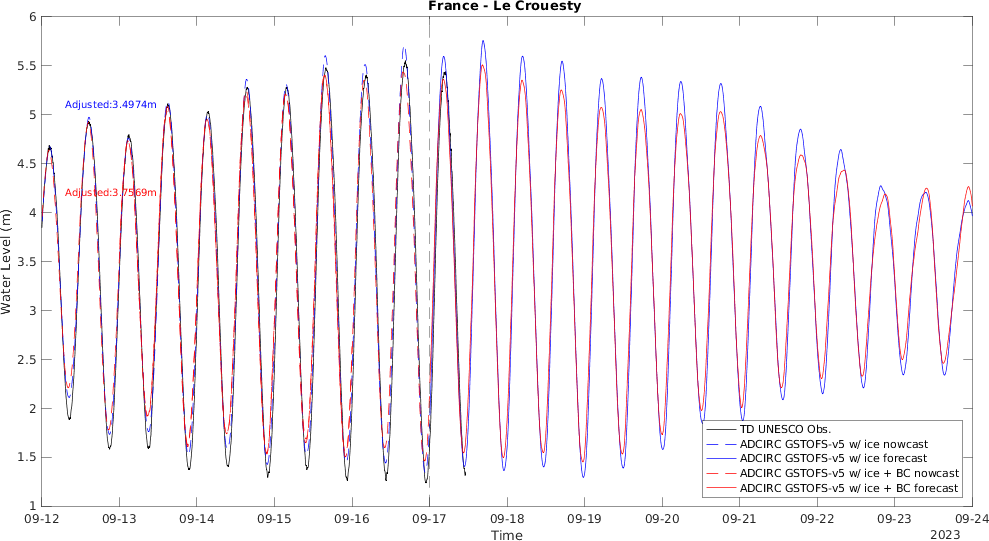 France - Le Crouesty
6
5.5
5
4.5
4
3.5
3
2.5
2
1.5
1
Water Level (m)
Adjusted:3.4974m
Adjusted:3.7569m
TD UNESCO Obs.
ADCIRC GSTOFS-v5 w/ ice nowcast
ADCIRC GSTOFS-v5 w/ ice forecast
ADCIRC GSTOFS-v5 w/ ice + BC nowcast
ADCIRC GSTOFS-v5 w/ ice + BC forecast
09-12 09-13 09-14 09-15 09-16 09-17 09-18 09-19 09-20 09-21 09-22 09-23 09-24
Time
2023